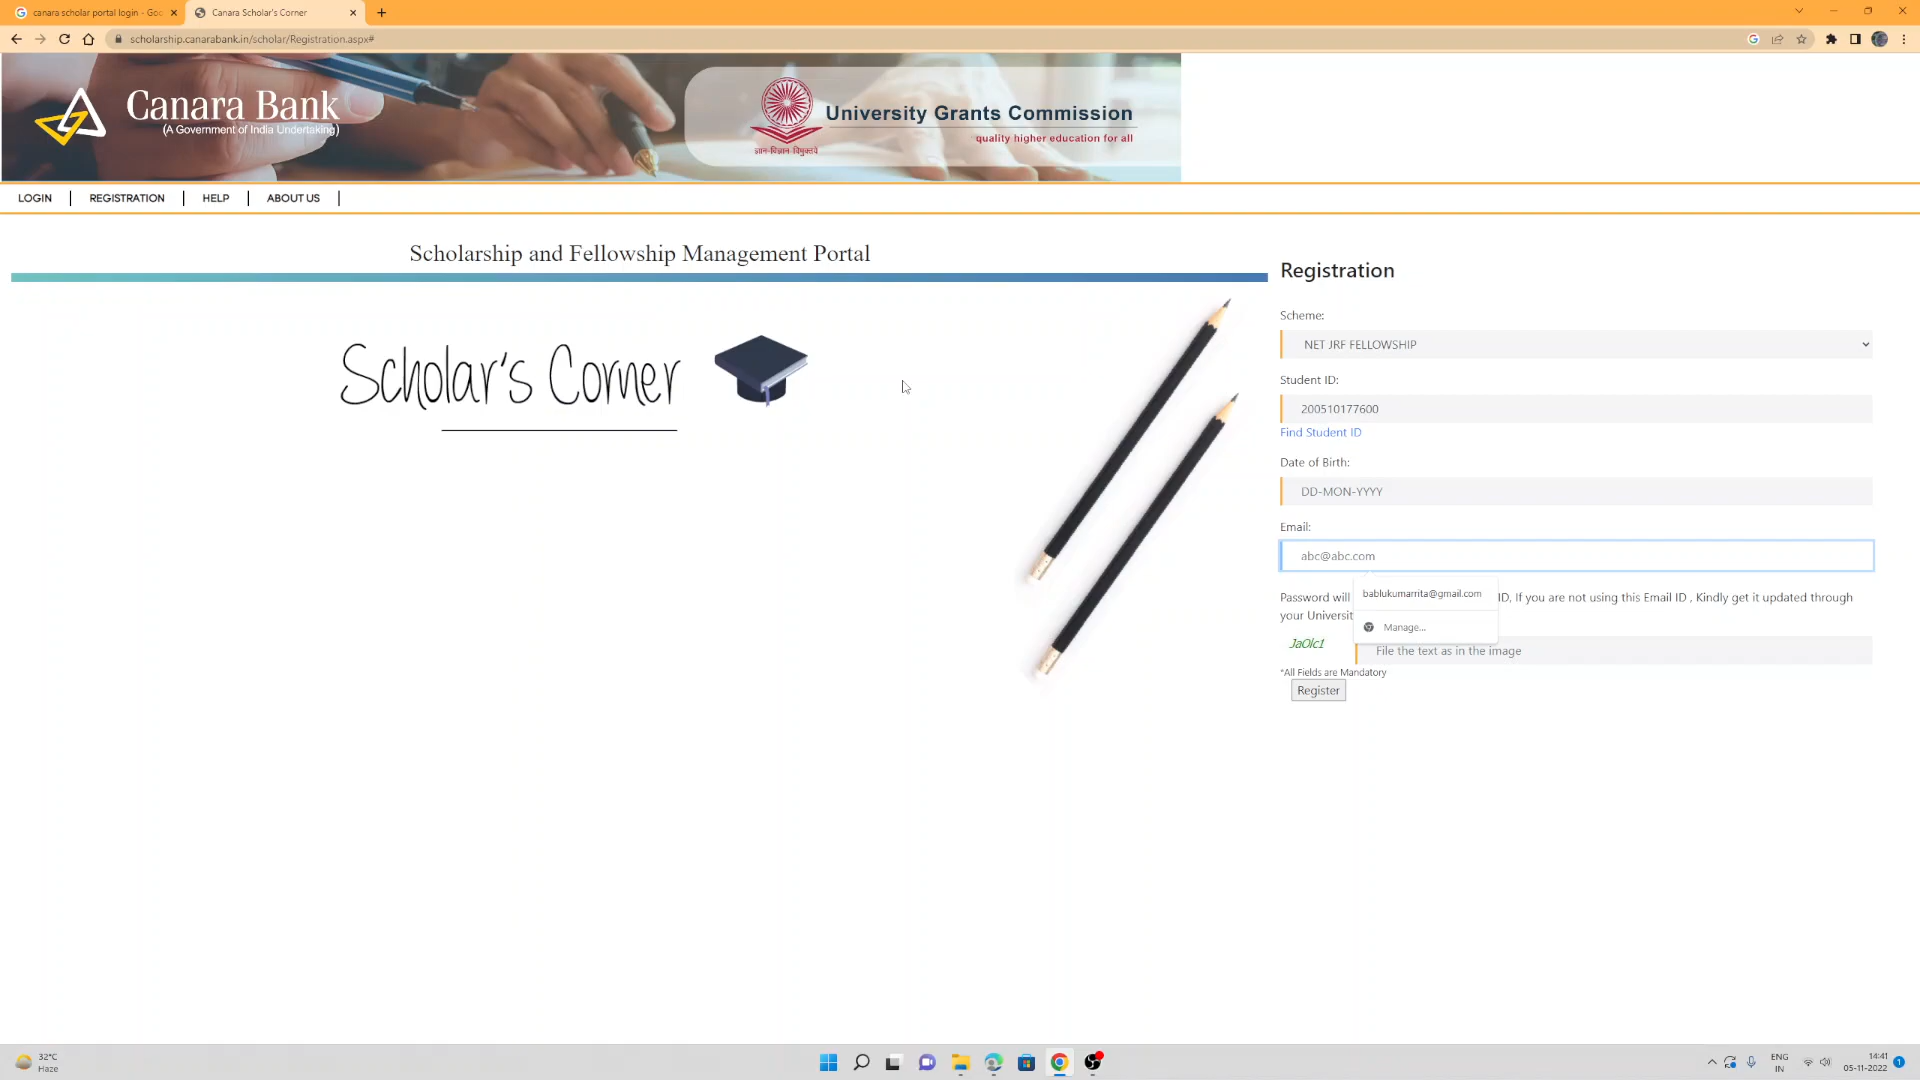 canara scholar portal login - Goo
Canara Scholar's Corner
scholarship.canarabank.in/scholar/Registration.aspx#
Canara Bank
(A Government of India Undertaking)
University Grants Commission
quality higher education for all
ज्ञान-विज्ञान विमुक्तये
LOGIN
REGISTRATION
HELP
ABOUT US
Scholarship and Fellowship Management Portal
Scholar's Corner
Registration
Scheme:
NET JRF FELLOWSHIP
Student ID:
200510177600
Find Student ID
Date of Birth:
DD-MON-YYYY
Email:
abc@abc.com
bablukumarrita@gmail.com
Manage...
Password will ID, If you are not using this Email ID , Kindly get it updated through
your Universit
JaOlc1
File the text as in the image
*All Fields are Mandatory
Register
32°C
Haze
ENG
IN
14:41
05-11-2022
1